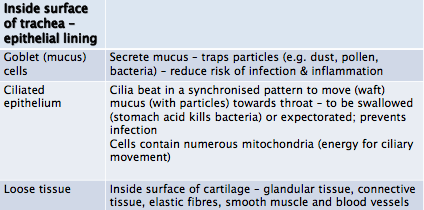 Inside surface
of trachea –
epithelial lining
Goblet (mucus) Secrete mucus – traps particles (e.g. dust, pollen,
cells bacteria) – reduce risk of infection & inflammation
Ciliated Cilia beat in a synchronised pattern to move (waft)
epithelium mucus (with particles) towards throat – to be swallowed
(stomach acid kills bacteria) or expectorated; prevents
infection
Cells contain numerous mitochondria (energy for ciliary
movement)
Loose tissue Inside surface of cartilage – glandular tissue, connective
tissue, elastic fibres, smooth muscle and blood vessels